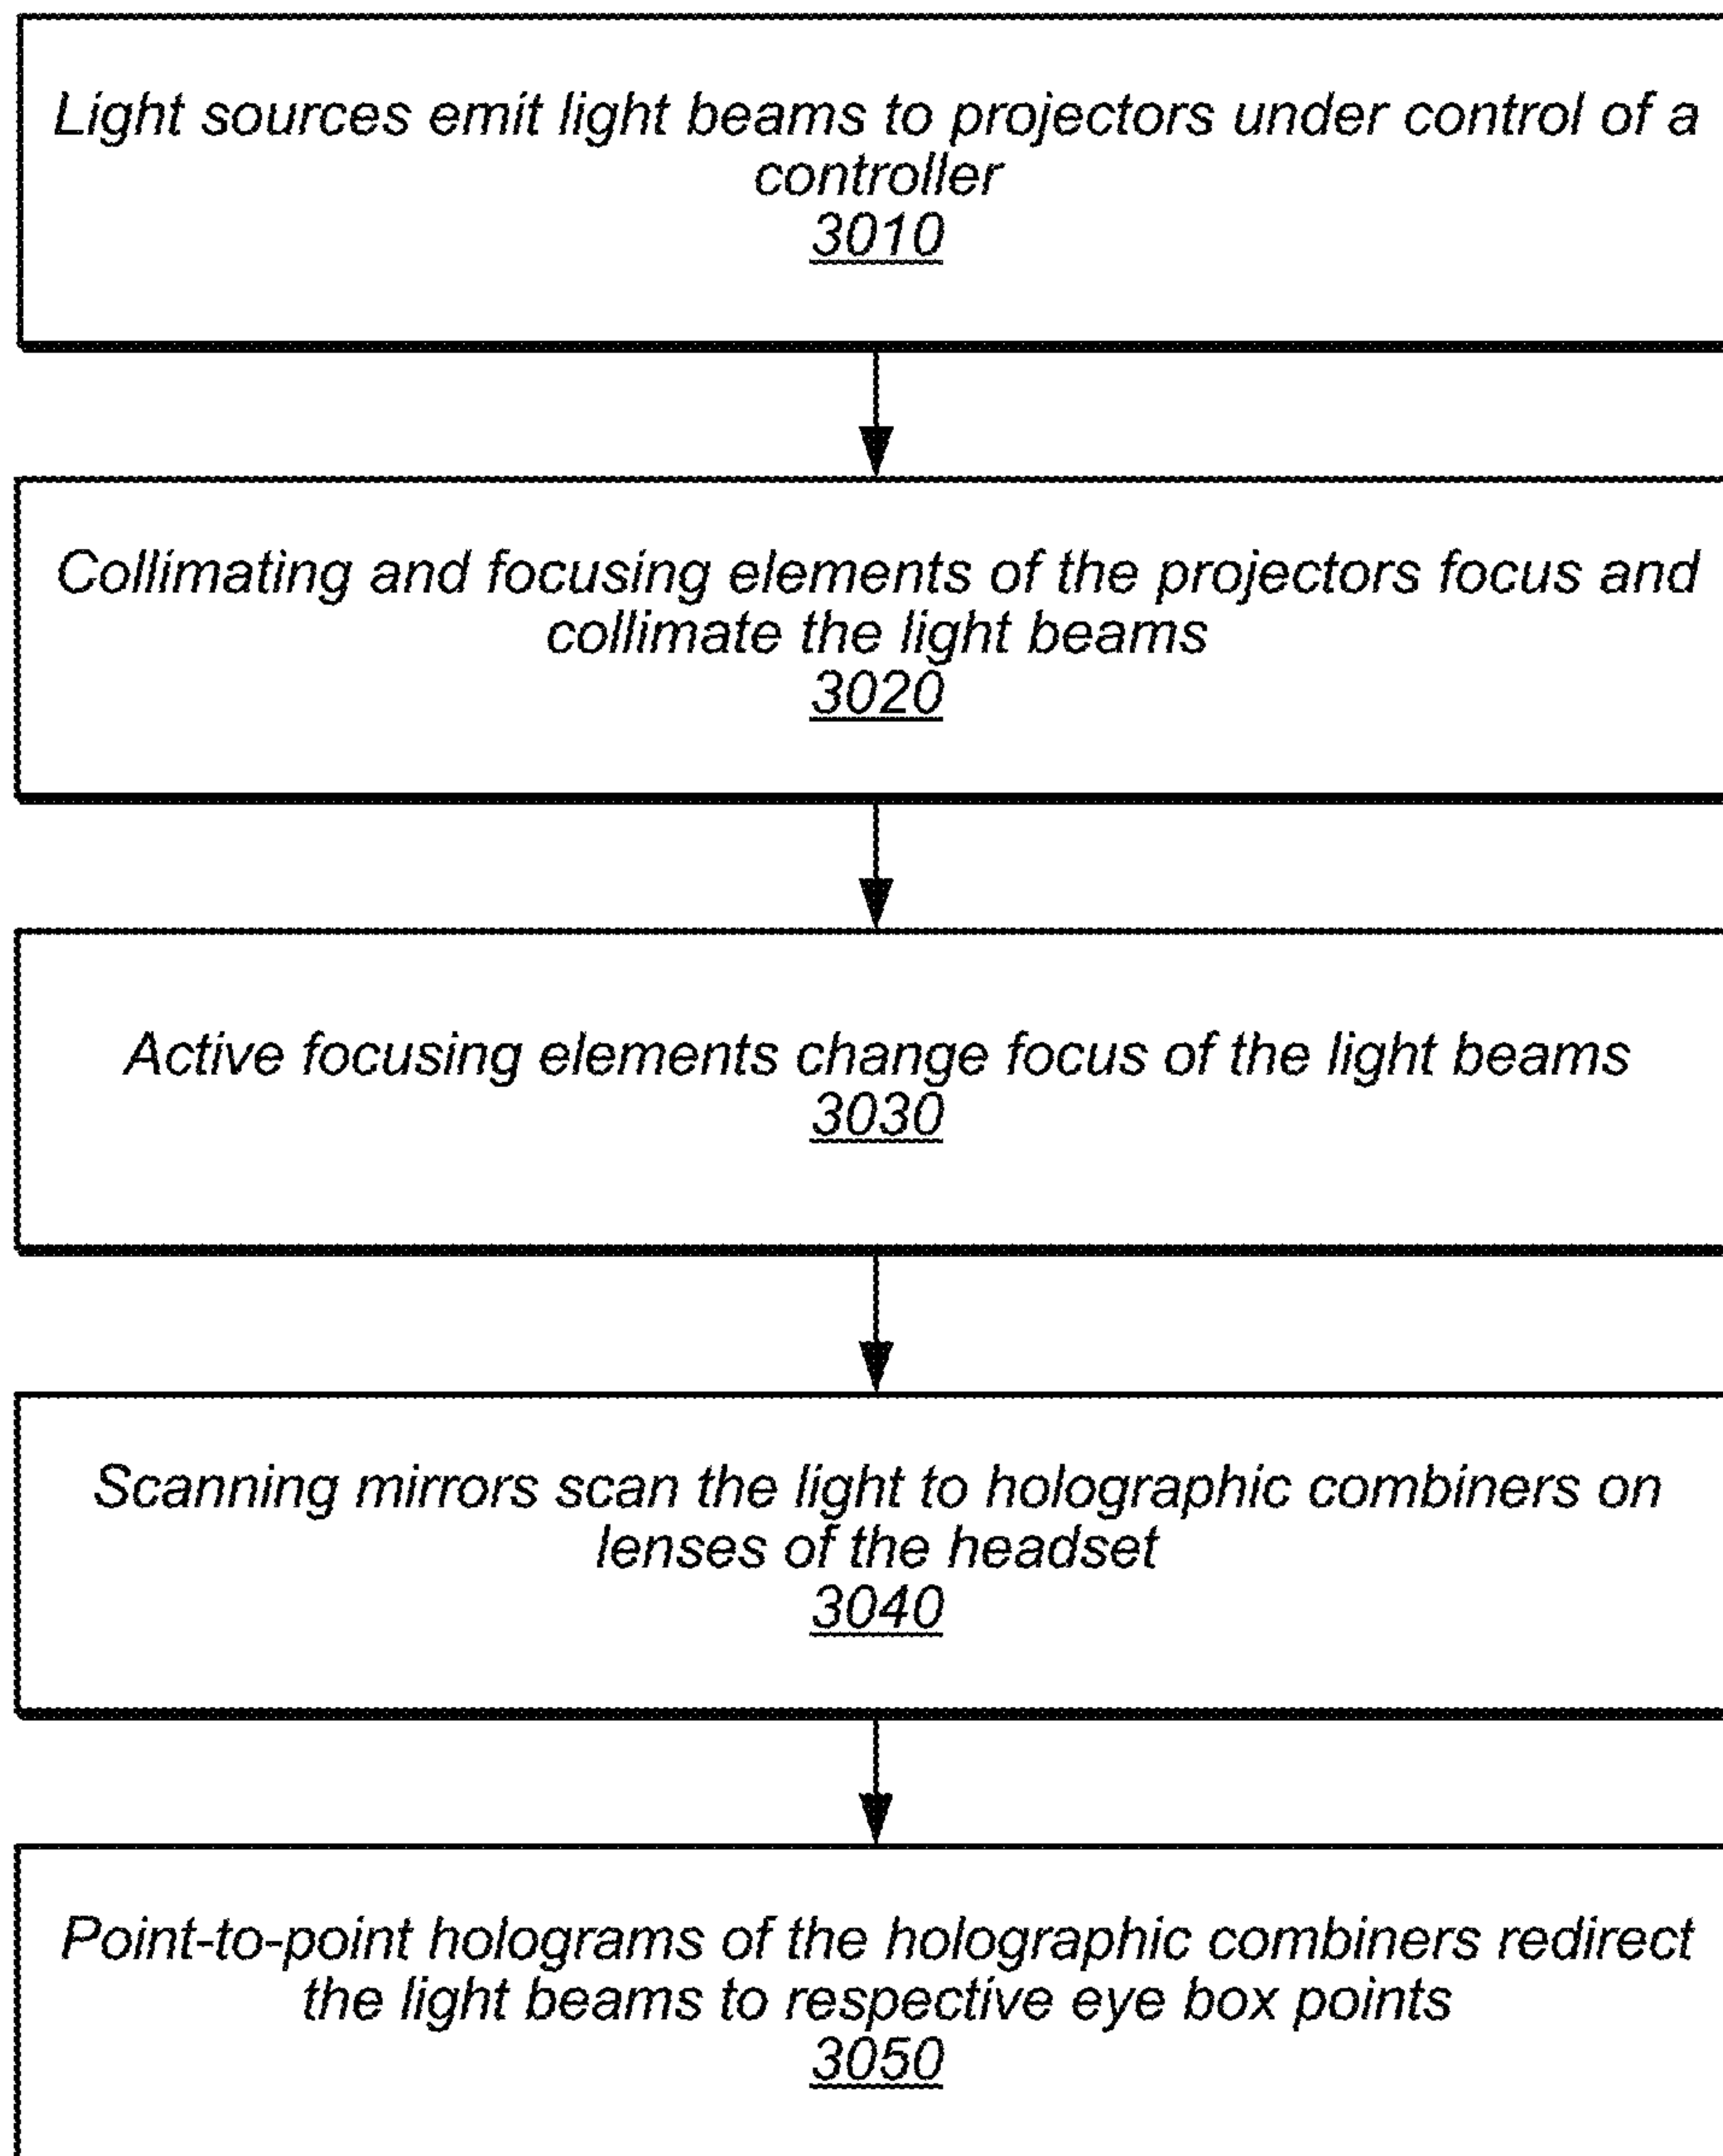 Light sources emit light beams to projectors under control of a
controller
3010
Collimating and focusing elements of the projectors focus and
collimate the light beams
3020
Active focusing elements change focus of the light beams
3030
Scanning mirrors scan the light to holographic combiners on
lenses of the headset
3040
Point-to-point holograms of the holographic combiners redirect
the light beams to respective eye box points
3050